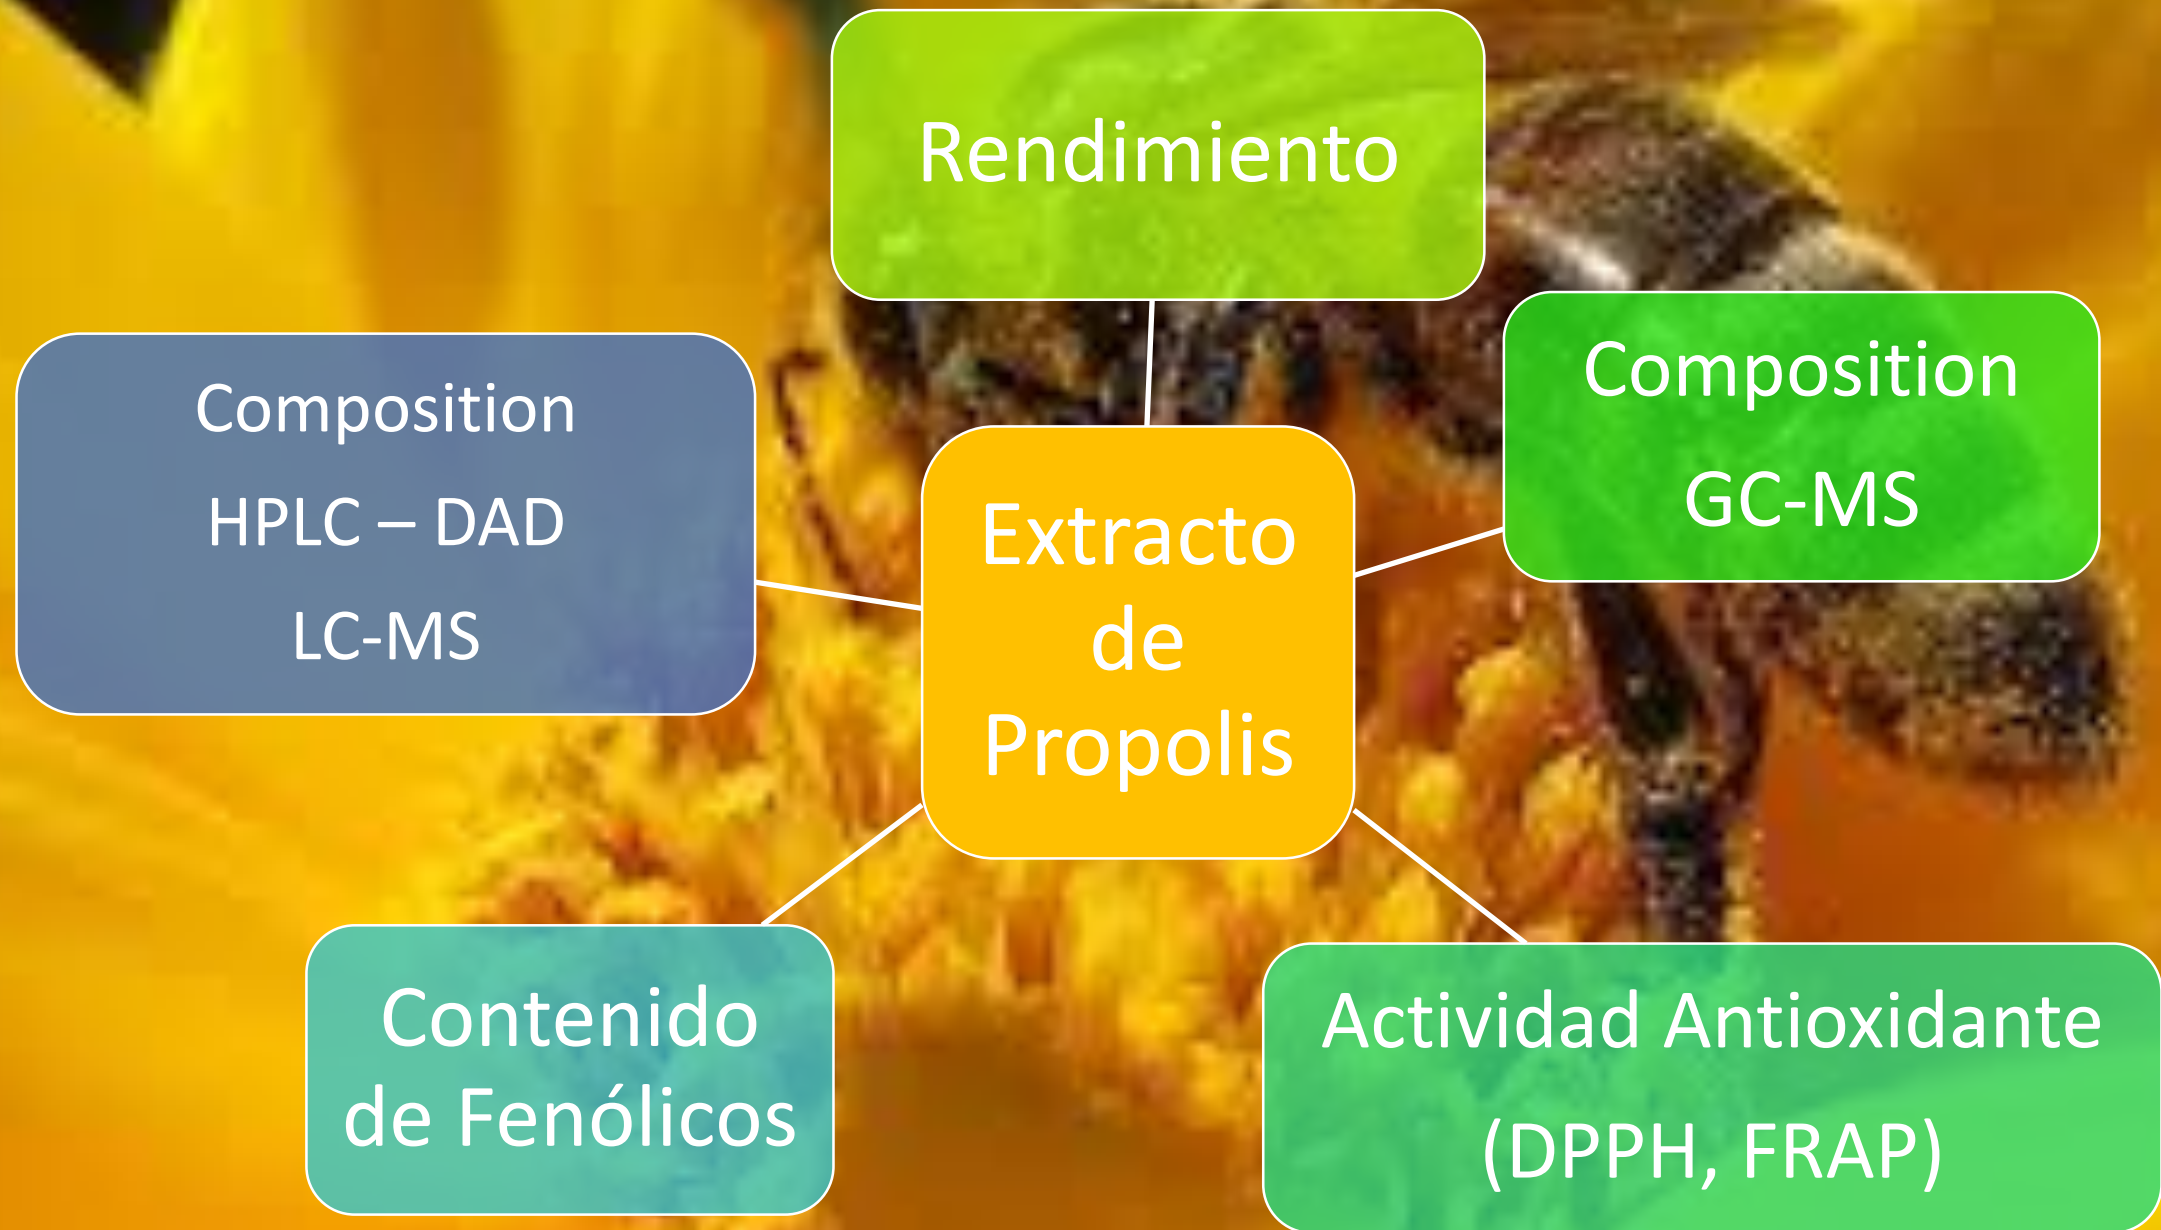 Rendimiento
Composition
GC-MS
Composition
HPLC – DAD
LC-MS
Extracto
de
Propolis
Contenido
de Fenólicos
Actividad Antioxidante
(DPPH, FRAP)